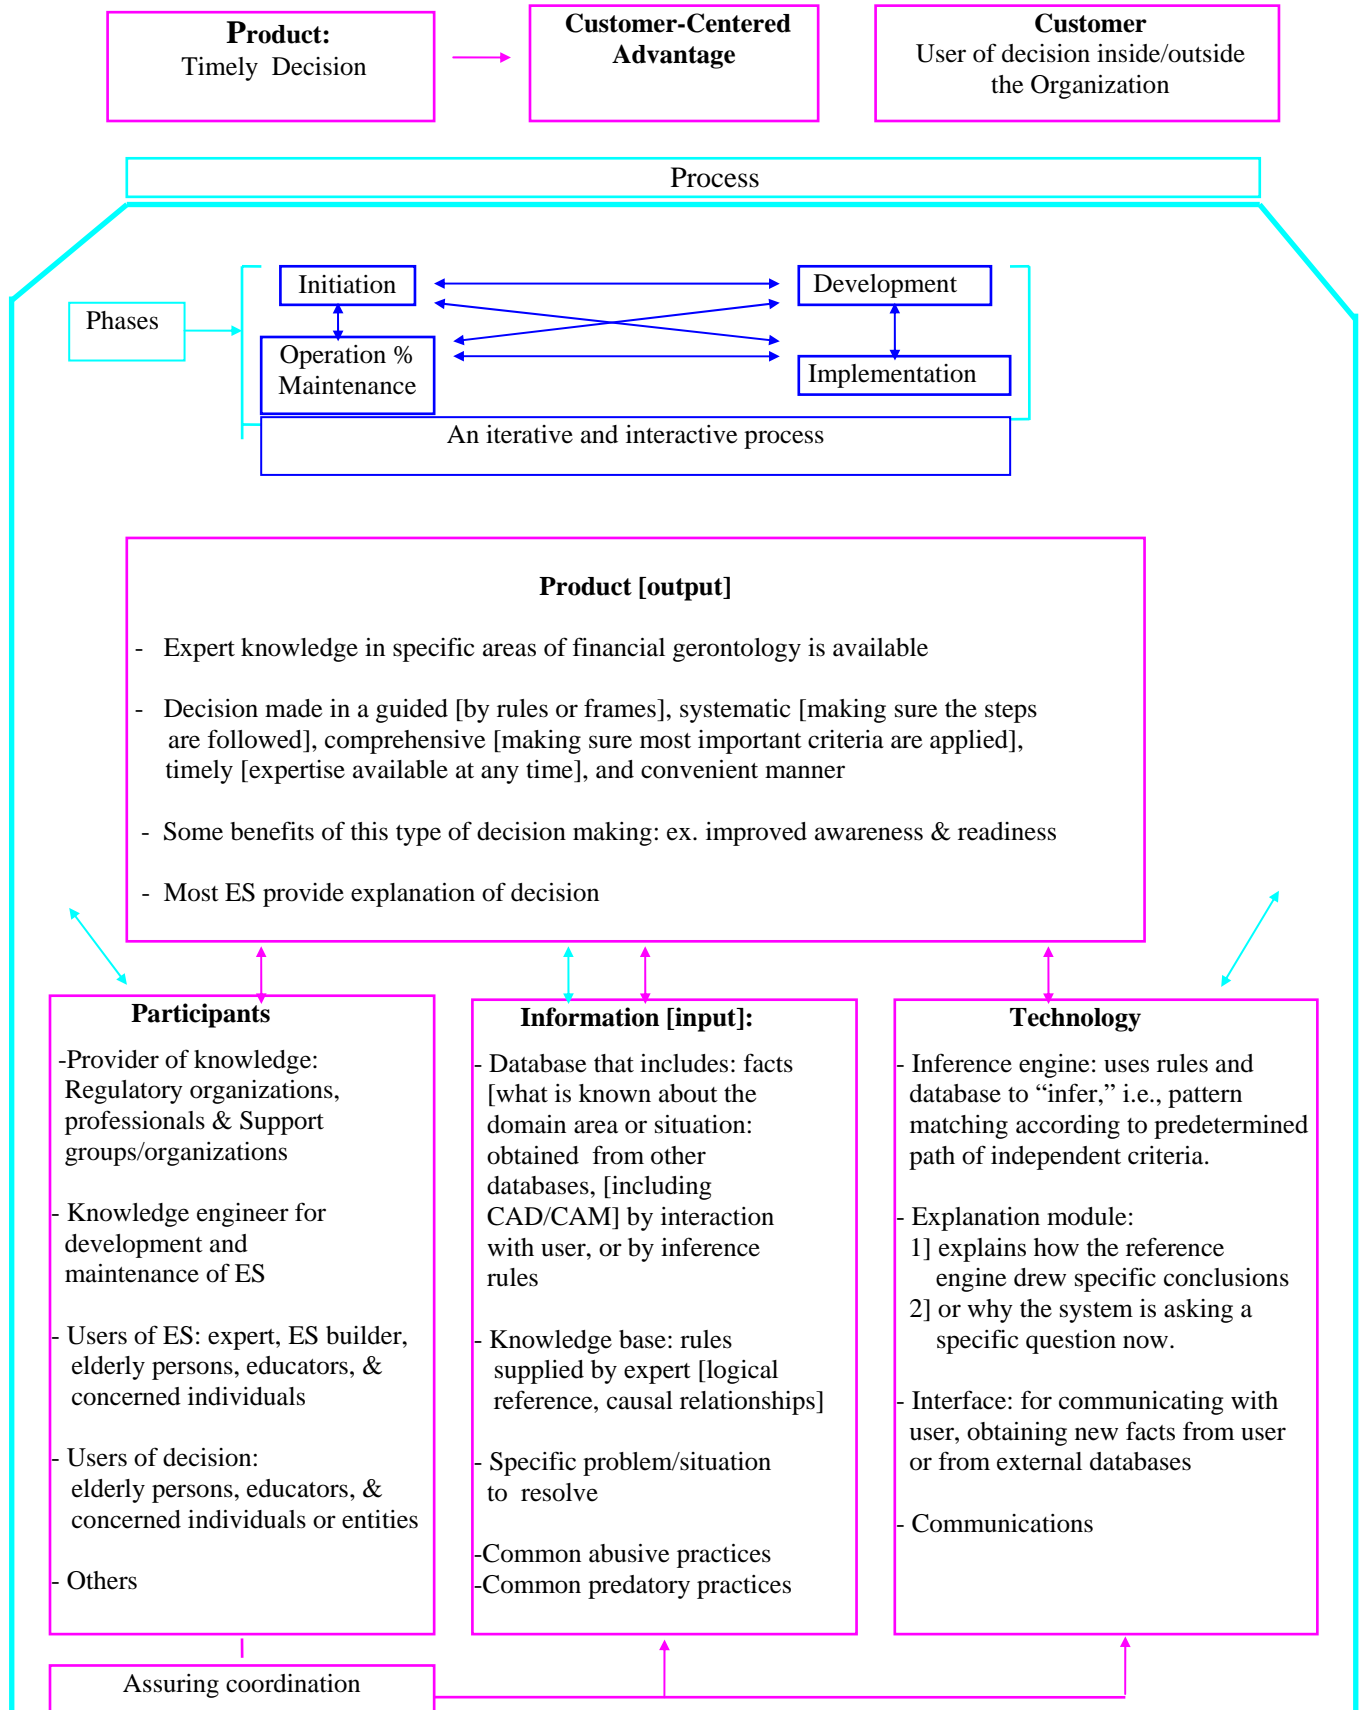 Product:
Timely Decision
Customer-Centered
Advantage
Customer
User of decision inside/outside
the Organization
Process
Phases
Initiation
Development
Operation %
Maintenance
Implementation
An iterative and interactive process
Product [output]
- Expert knowledge in specific areas of financial gerontology is available
- Decision made in a guided [by rules or frames], systematic [making sure the steps
are followed], comprehensive [making sure most important criteria are applied],
timely [expertise available at any time], and convenient manner
- Some benefits of this type of decision making: ex. improved awareness & readiness
- Most ES provide explanation of decision
Participants
-Provider of knowledge:
Regulatory organizations,
professionals & Support
groups/organizations
- Knowledge engineer for
development and
maintenance of ES
- Users of ES: expert, ES builder,
elderly persons, educators, &
concerned individuals
- Users of decision:
elderly persons, educators, &
concerned individuals or entities
- Others
Information [input]:
- Database that includes: facts
[what is known about the
domain area or situation:
obtained from other
databases, [including
CAD/CAM] by interaction
with user, or by inference
rules
- Knowledge base: rules
supplied by expert [logical
reference, causal relationships]
- Specific problem/situation
to resolve
-Common abusive practices
-Common predatory practices
Technology
- Inference engine: uses rules and
database to “infer,” i.e., pattern
matching according to predetermined
path of independent criteria.
- Explanation module:
1] explains how the reference
engine drew specific conclusions
2] or why the system is asking a
specific question now.
- Interface: for communicating with
user, obtaining new facts from user
or from external databases
- Communications
Assuring coordination